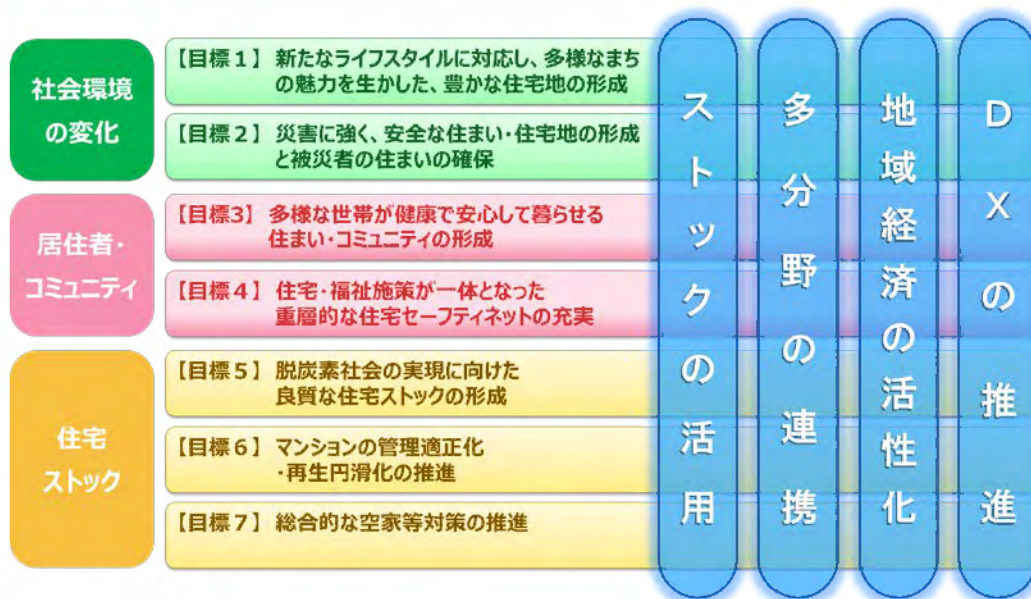 社会環境
の変化
【目標１】 新たなライフスタイルに対応し、多様なまち
の魅力を生かした、豊かな住宅地の形成
【目標２】 災害に強く、安全な住まい・住宅地の形成
と被災者の住まいの確保
居住者・
コミュニティ
【目標3】 多様な世帯が健康で安心して暮らせる
住まい・コミュニティの形成
【目標４】 住宅・福祉施策が一体となった
重層的な住宅セーフティネットの充実
住宅
ストック
【目標５】 脱炭素社会の実現に向けた
良質な住宅ストックの形成
【目標６】 マンションの管理適正化
・再生円滑化の推進
【目標７】 総合的な空家等対策の推進
ストックの活用
多分野の連携
地域経済の活性化
DXの推進